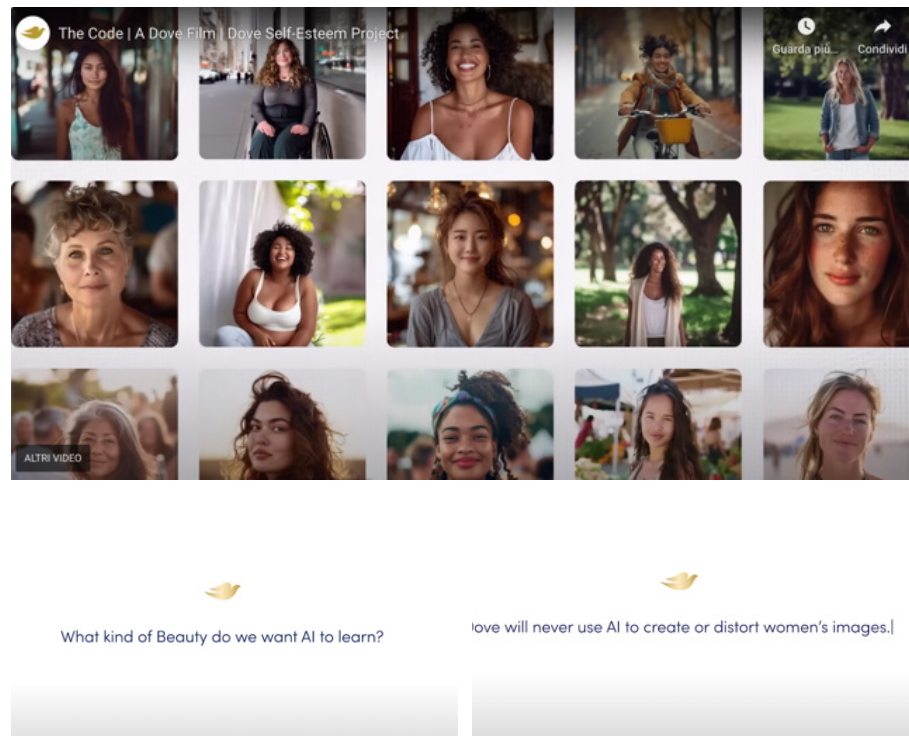 The Code | A Dove Film | Dove Self-Esteem Project
Guarda più... Condividi
ALTRI VIDEO
What kind of Beauty do we want AI to learn?
ove will never use AI to create or distort women's images.